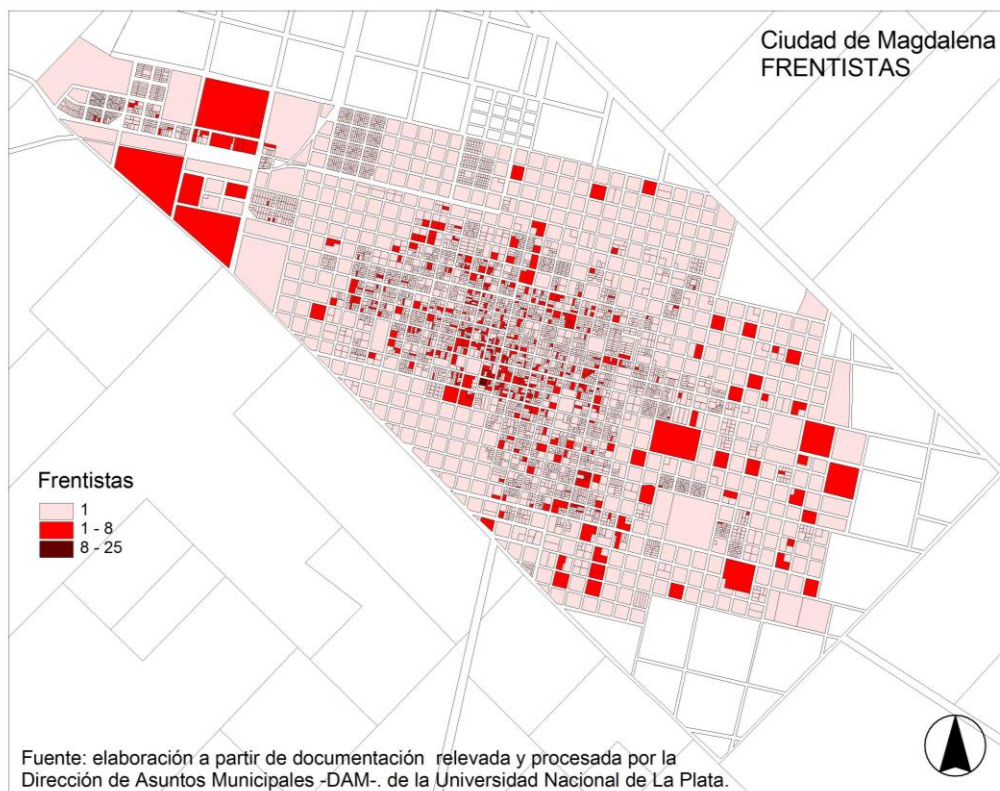 Ciudad de Magdalena
FRENTISTAS
Frentistas
1
1 - 8
8 - 25
Fuente: elaboración a partir de documentación relevada y procesada por la
Dirección de Asuntos Municipales -DAM-. de la Universidad Nacional de La Plata.